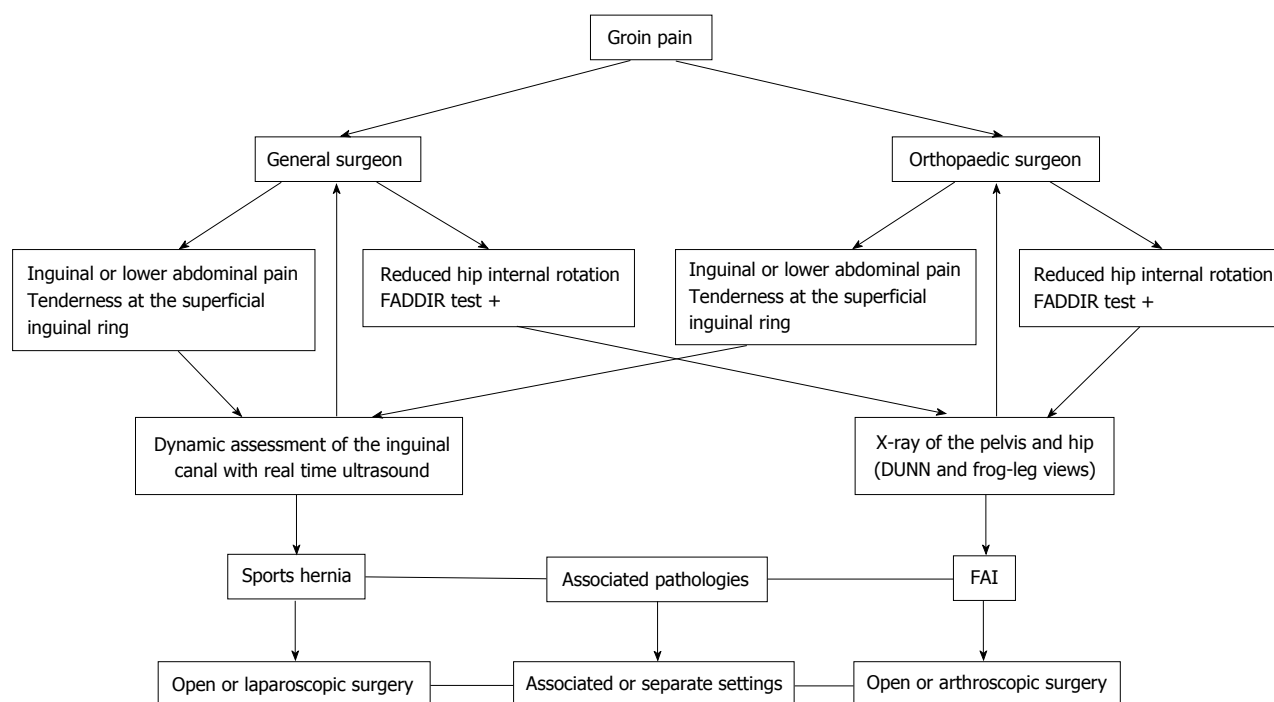 Groin pain
General surgeon
Orthopaedic surgeon
Inguinal or lower abdominal pain
Tenderness at the superficial
inguinal ring
Reduced hip internal rotation
FADDIR test +
Inguinal or lower abdominal pain
Tenderness at the superficial
inguinal ring
Reduced hip internal rotation
FADDIR test +
Dynamic assessment of the inguinal
canal with real time ultrasound
X-ray of the pelvis and hip
(DUNN and frog-leg views)
Sports hernia
Associated pathologies
FAI
Open or laparoscopic surgery
Associated or separate settings
Open or arthroscopic surgery